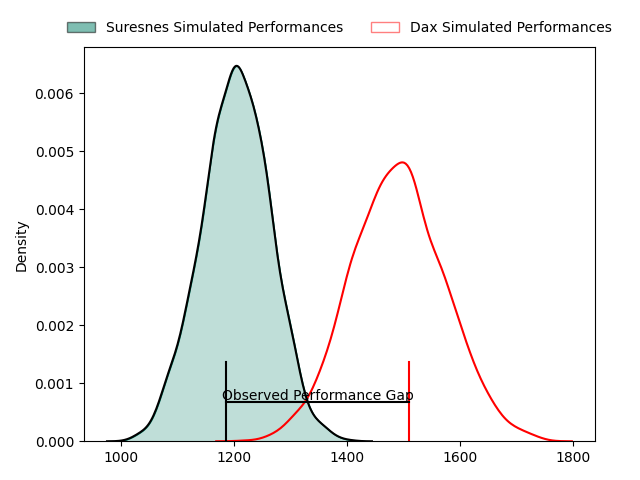 Suresnes Simulated Performances Dax Simulated Performances
0.006
0.005
0.004
0.003
0.002
0.001
0.000
Density
Observed Performance Gap
1000 1200 1400 1600 1800